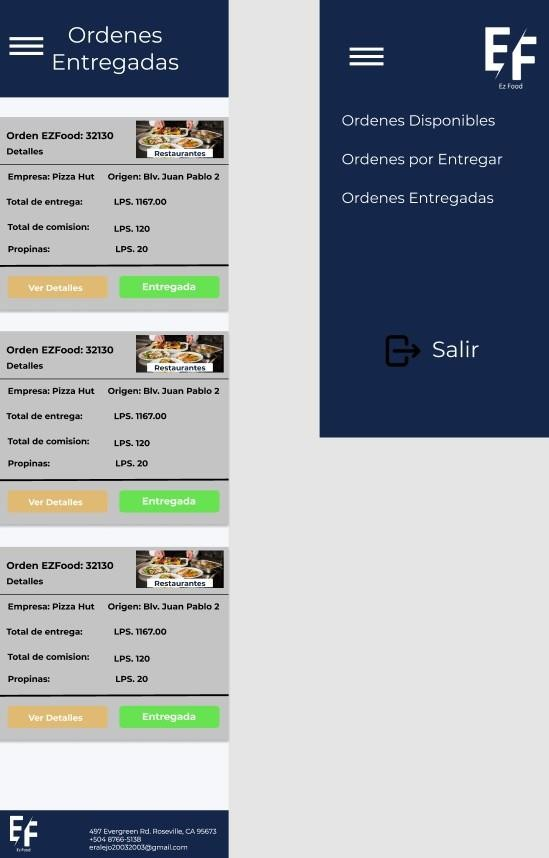 Ordenes
Entregadas
Orden EZFood: 32130
Detalles
Restaurantes
Empresa: Pizza Hut Origen: Blv. Juan Pablo 2
Total de entrega: LPS. 1167.00
Total de comision: LPS. 120
Propinas: LPS. 20
Ver Detalles Entregada
Orden EZFood: 32130
Detalles
Restaurantes
Empresa: Pizza Hut Origen: Blv. Juan Pablo 2
Total de entrega: LPS. 1167.00
Total de comision: LPS. 120
Propinas: LPS. 20
Ver Detalles Entregada
Orden EZFood: 32130
Detalles
Restaurantes
Empresa: Pizza Hut Origen: Blv. Juan Pablo 2
Total de entrega: LPS. 1167.00
Total de comision: LPS. 120
Propinas: LPS. 20
Ver Detalles Entregada
EF
Ez Food
497 Evergreen Rd. Roseville, CA 95673
+504 8766-5138
eralejo20032003@gmail.com
EF
Ez Food
Ordenes Disponibles
Ordenes por Entregar
Ordenes Entregadas
Salir